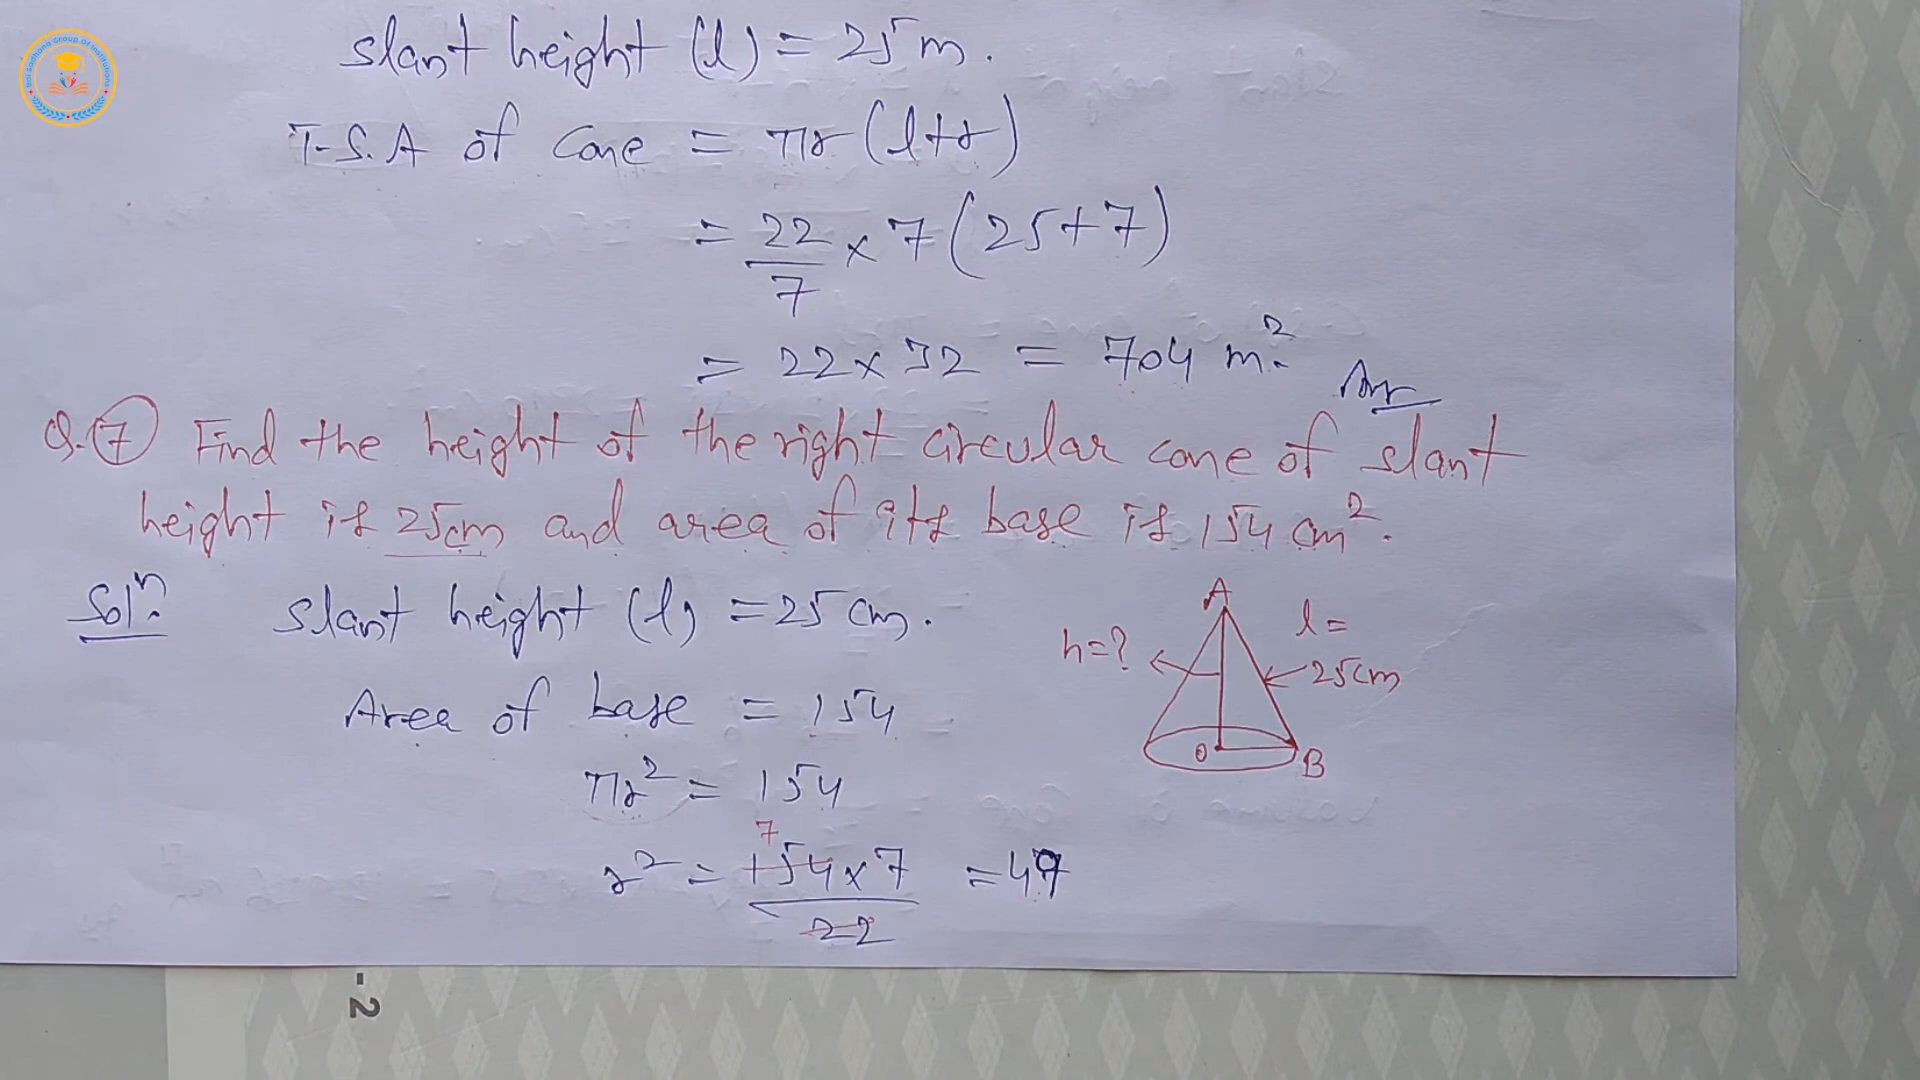 Slant height (l) = 25 m.
T.S.A of Cone = πr (l+r)
= 22/7 × 7 (25+7)
= 22 × 32 = 704 m². Ans
Q.7 Find the height of the right circular cone of slant
height is 25cm and area of its base is 154 cm².
Solⁿ. Slant height (l) = 25 cm.
Area of base = 154
πr² = 154
7
r² = 154×7/22 = 49
A
l =
h=?
25cm
O
B
- 2